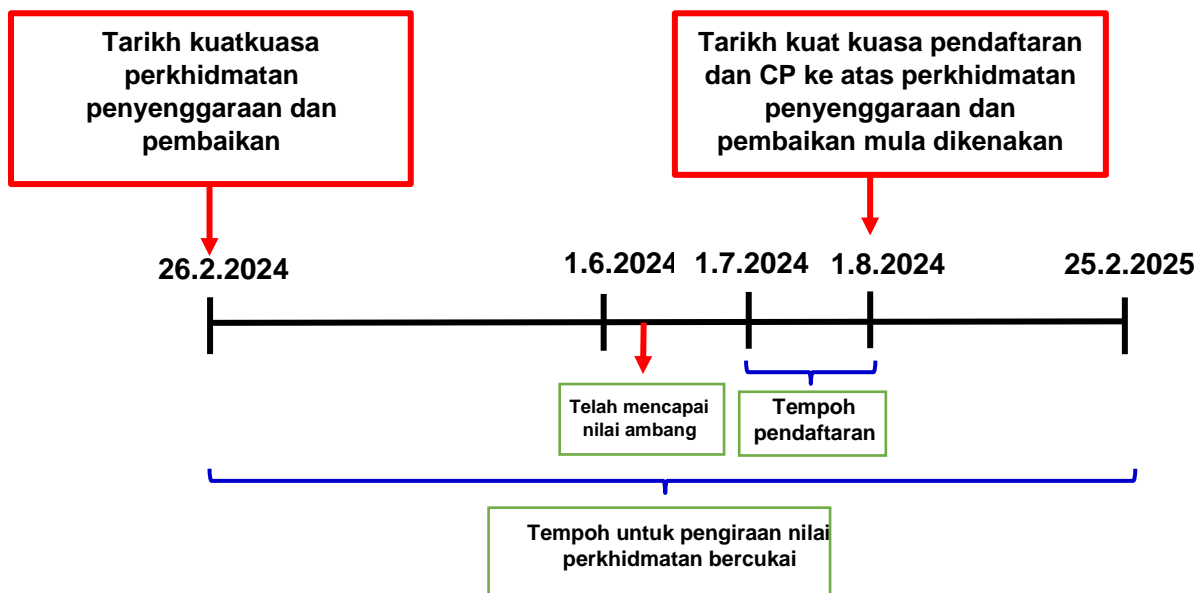 Tarikh kuatkuasa
perkhidmatan
penyenggaraan dan
pembaikan
Tarikh kuat kuasa pendaftaran
dan CP ke atas perkhidmatan
penyenggaraan dan
pembaikan mula dikenakan
26.2.2024
1.6.2024
1.7.2024
1.8.2024
25.2.2025
Telah mencapai
nilai ambang
Tempoh
pendaftaran
Tempoh untuk pengiraan nilai
perkhidmatan bercukai